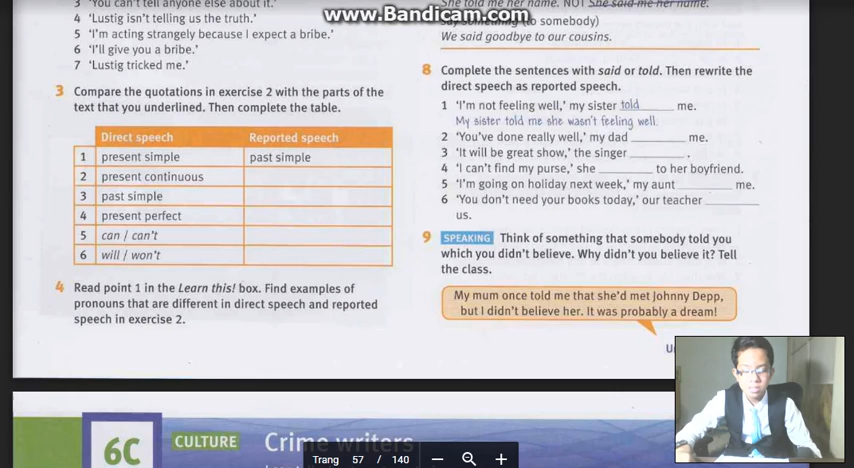 3 'You can't tell anyone else about it.'
4 'Lustig isn't telling us the truth.'
5 'I'm acting strangely because I expect a bribe.'
6 'I'll give you a bribe.'
7 'Lustig tricked me.'
3 Compare the quotations in exercise 2 with the parts of the
text that you underlined. Then complete the table.
Direct speech Reported speech
1 present simple past simple
2 present continuous
3 past simple
4 present perfect
5 can / can't
6 will / won't
4 Read point 1 in the Learn this! box. Find examples of
pronouns that are different in direct speech and reported
speech in exercise 2.
www.Bandicam.com
She told me her name. NOT She said me her name.
say something (to somebody)
We said goodbye to our cousins.
8 Complete the sentences with said or told. Then rewrite the
direct speech as reported speech.
1 'I'm not feeling well,' my sister told me.
My sister told me she wasn't feeling well.
2 'You've done really well,' my dad ________ me.
3 'It will be great show,' the singer ________ .
4 'I can't find my purse,' she ________ to her boyfriend.
5 'I'm going on holiday next week,' my aunt ________ me.
6 'You don't need your books today,' our teacher ________
us.
9 SPEAKING Think of something that somebody told you
which you didn't believe. Why didn't you believe it? Tell
the class.
My mum once told me that she'd met Johnny Depp,
but I didn't believe her. It was probably a dream!
6C CULTURE Crime writers
Trang 57 / 140